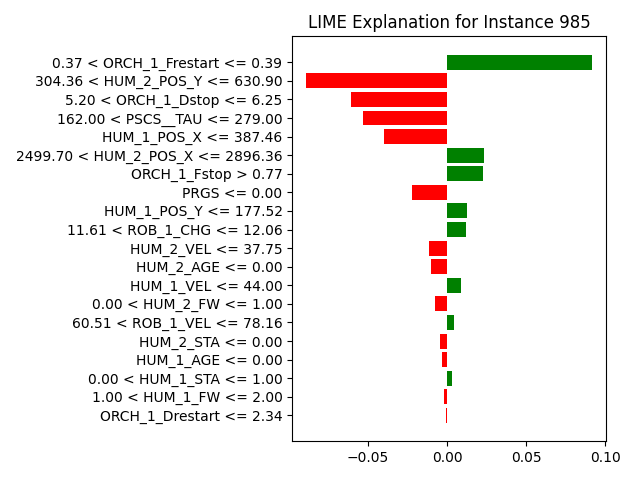 LIME Explanation for Instance 985
0.37 < ORCH_1_Frestart <= 0.39
304.36 < HUM_2_POS_Y <= 630.90
5.20 < ORCH_1_Dstop <= 6.25
162.00 < PSCS__TAU <= 279.00
HUM_1_POS_X <= 387.46
2499.70 < HUM_2_POS_X <= 2896.36
ORCH_1_Fstop > 0.77
PRGS <= 0.00
HUM_1_POS_Y <= 177.52
11.61 < ROB_1_CHG <= 12.06
HUM_2_VEL <= 37.75
HUM_2_AGE <= 0.00
HUM_1_VEL <= 44.00
0.00 < HUM_2_FW <= 1.00
60.51 < ROB_1_VEL <= 78.16
HUM_2_STA <= 0.00
HUM_1_AGE <= 0.00
0.00 < HUM_1_STA <= 1.00
1.00 < HUM_1_FW <= 2.00
ORCH_1_Drestart <= 2.34
−0.05 0.00 0.05 0.10